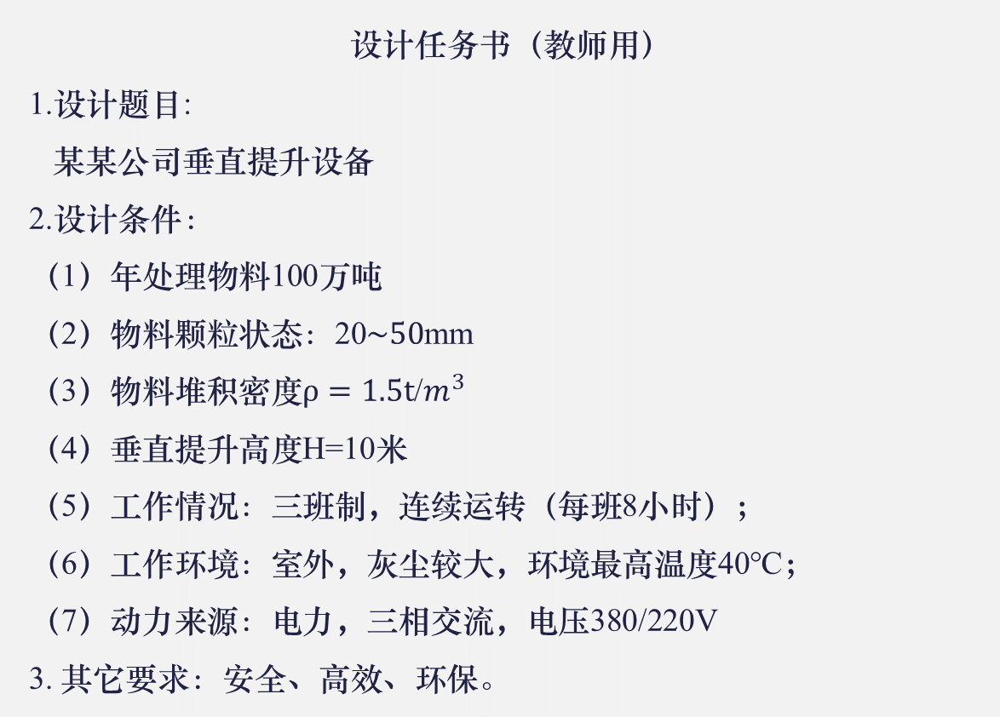 设计任务书（教师用）
1.设计题目:
某某公司垂直提升设备
2.设计条件：
（1）年处理物料100万吨
（2）物料颗粒状态：20~50mm
（3）物料堆积密度ρ = 1.5t/m³
（4）垂直提升高度H=10米
（5）工作情况：三班制，连续运转（每班8小时）；
（6）工作环境：室外，灰尘较大，环境最高温度40℃；
（7）动力来源：电力，三相交流，电压380/220V
3. 其它要求：安全、高效、环保。